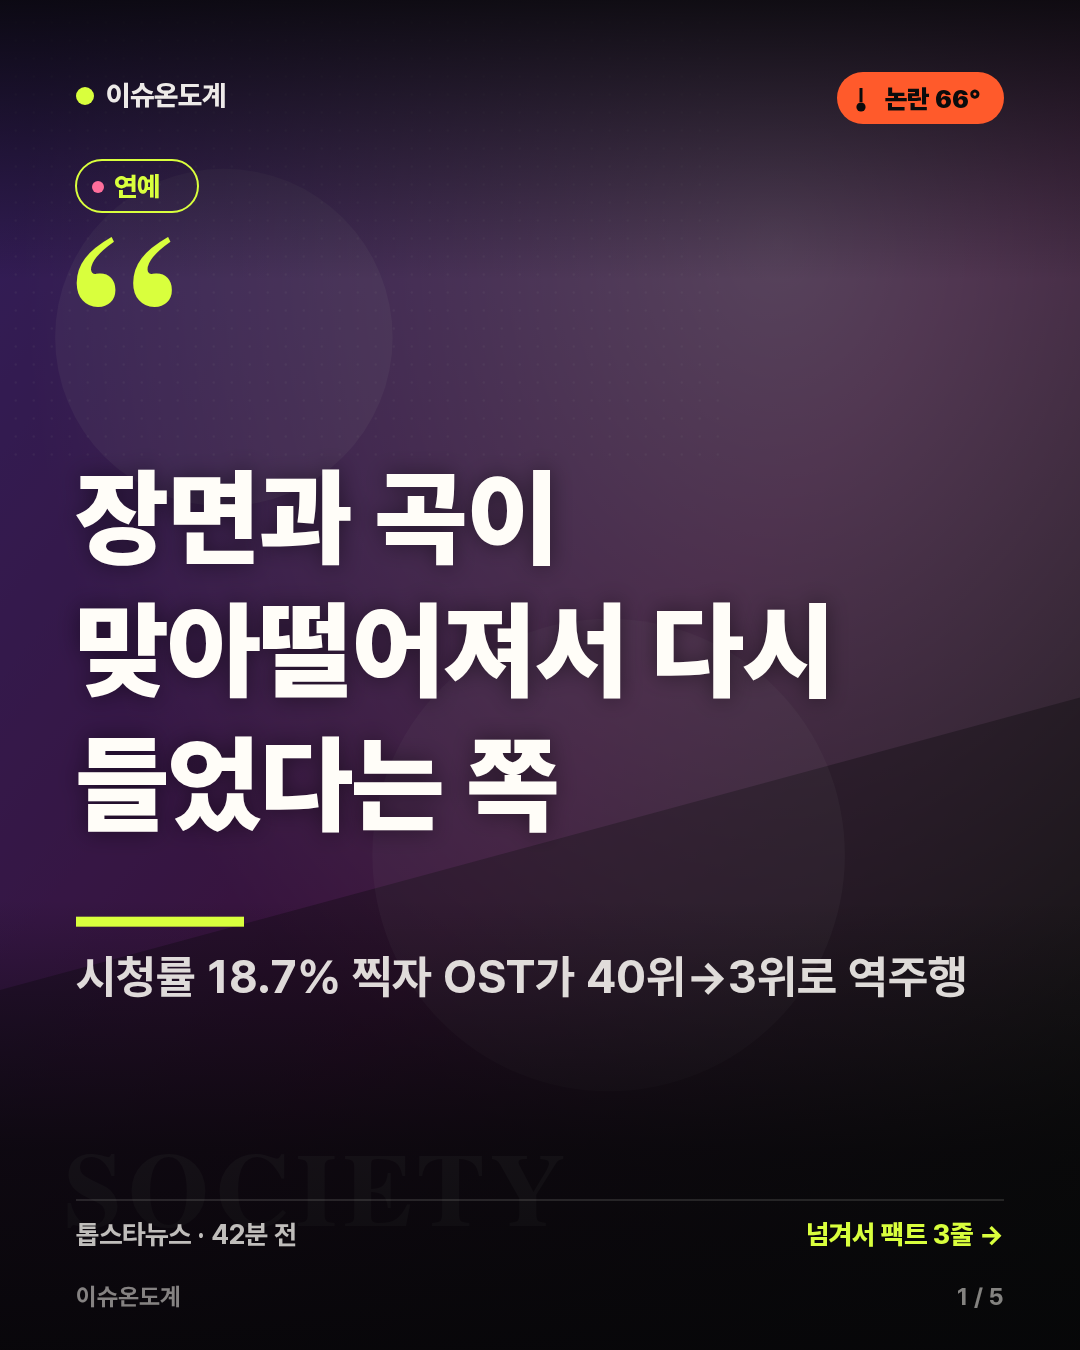 이슈온도계
논란 66°
연예
“
장면과 곡이
맞아떨어져서 다시
들었다는 쪽
시청률 18.7% 찍자 OST가 40위→3위로 역주행
SOCIETY
톱스타뉴스 · 42분 전
넘겨서 팩트 3줄 →
이슈온도계
1 / 5